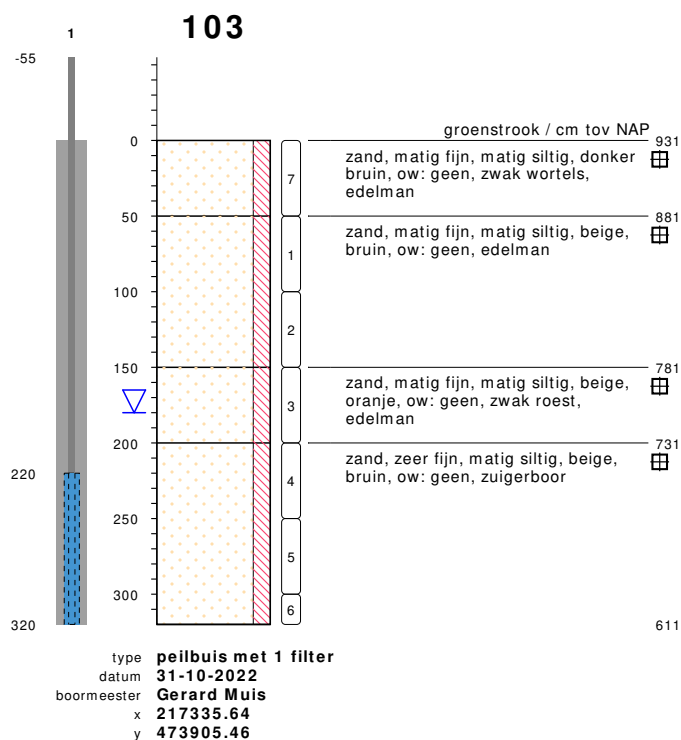 103
1
-55
groenstrook / cm tov NAP
0
931
zand, matig fijn, matig siltig, donker
bruin, ow: geen, zwak wortels,
edelman
7
50
881
zand, matig fijn, matig siltig, beige,
bruin, ow: geen, edelman
1
100
2
150
781
zand, matig fijn, matig siltig, beige,
oranje, ow: geen, zwak roest,
edelman
3
200
731
zand, zeer fijn, matig siltig, beige,
bruin, ow: geen, zuigerboor
220
4
250
5
300
6
320
611
type peilbuis met 1 filter
datum 31-10-2022
boormeester Gerard Muis
x 217335.64
y 473905.46